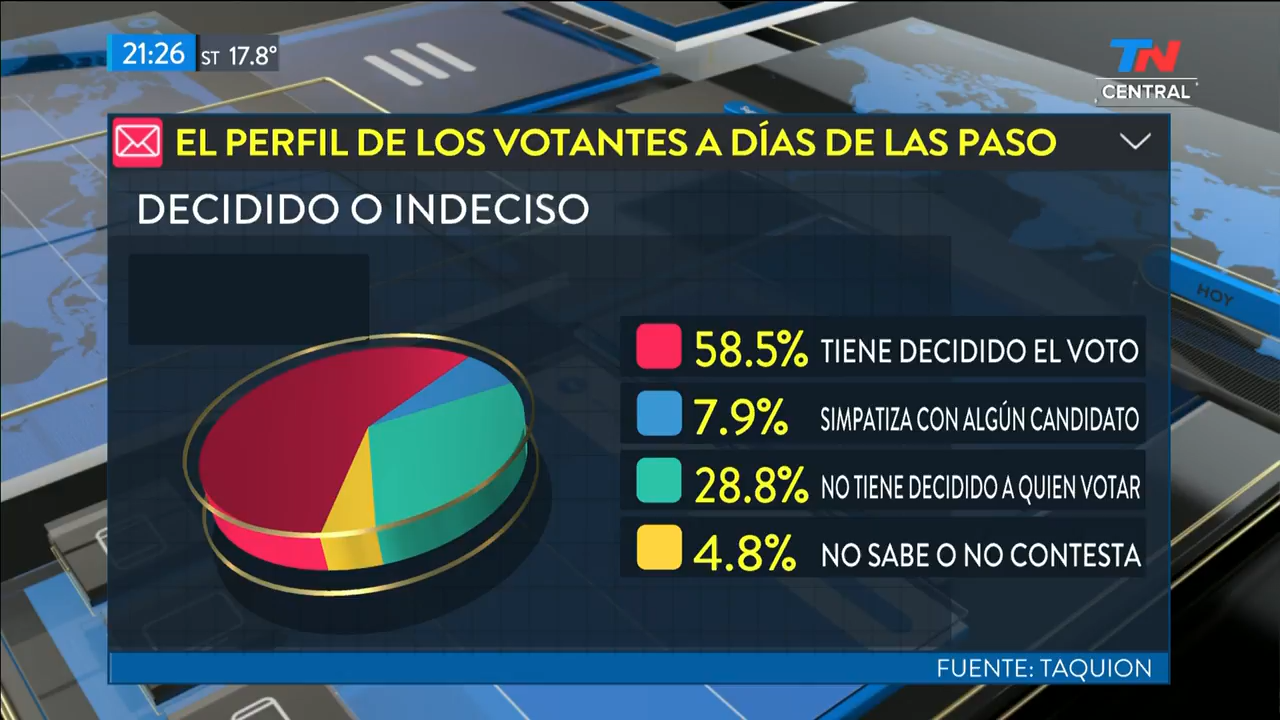 21:26 ST 17.8°
TN
CENTRAL
EL PERFIL DE LOS VOTANTES A DÍAS DE LAS PASO
DECIDIDO O INDECISO
58.5% TIENE DECIDIDO EL VOTO
7.9% SIMPATIZA CON ALGÚN CANDIDATO
28.8% NO TIENE DECIDIDO A QUIEN VOTAR
4.8% NO SABE O NO CONTESTA
HOY
FUENTE: TAQUION